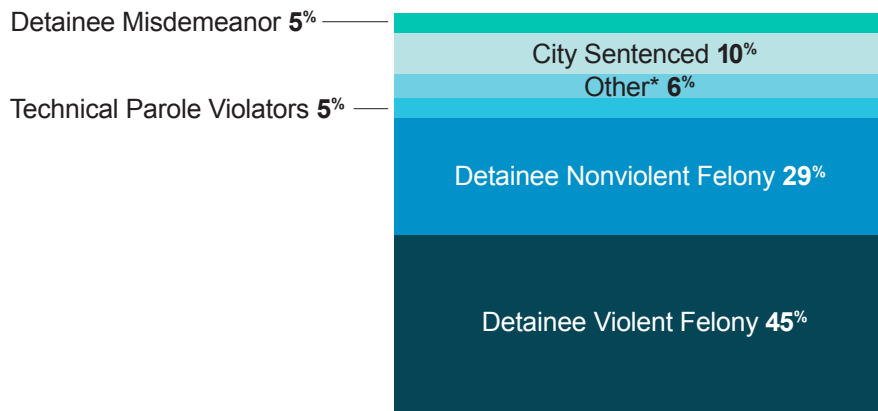 Detainee Misdemeanor 5%
City Sentenced 10%
Other* 6%
Technical Parole Violators 5%
Detainee Nonviolent Felony 29%
Detainee Violent Felony 45%